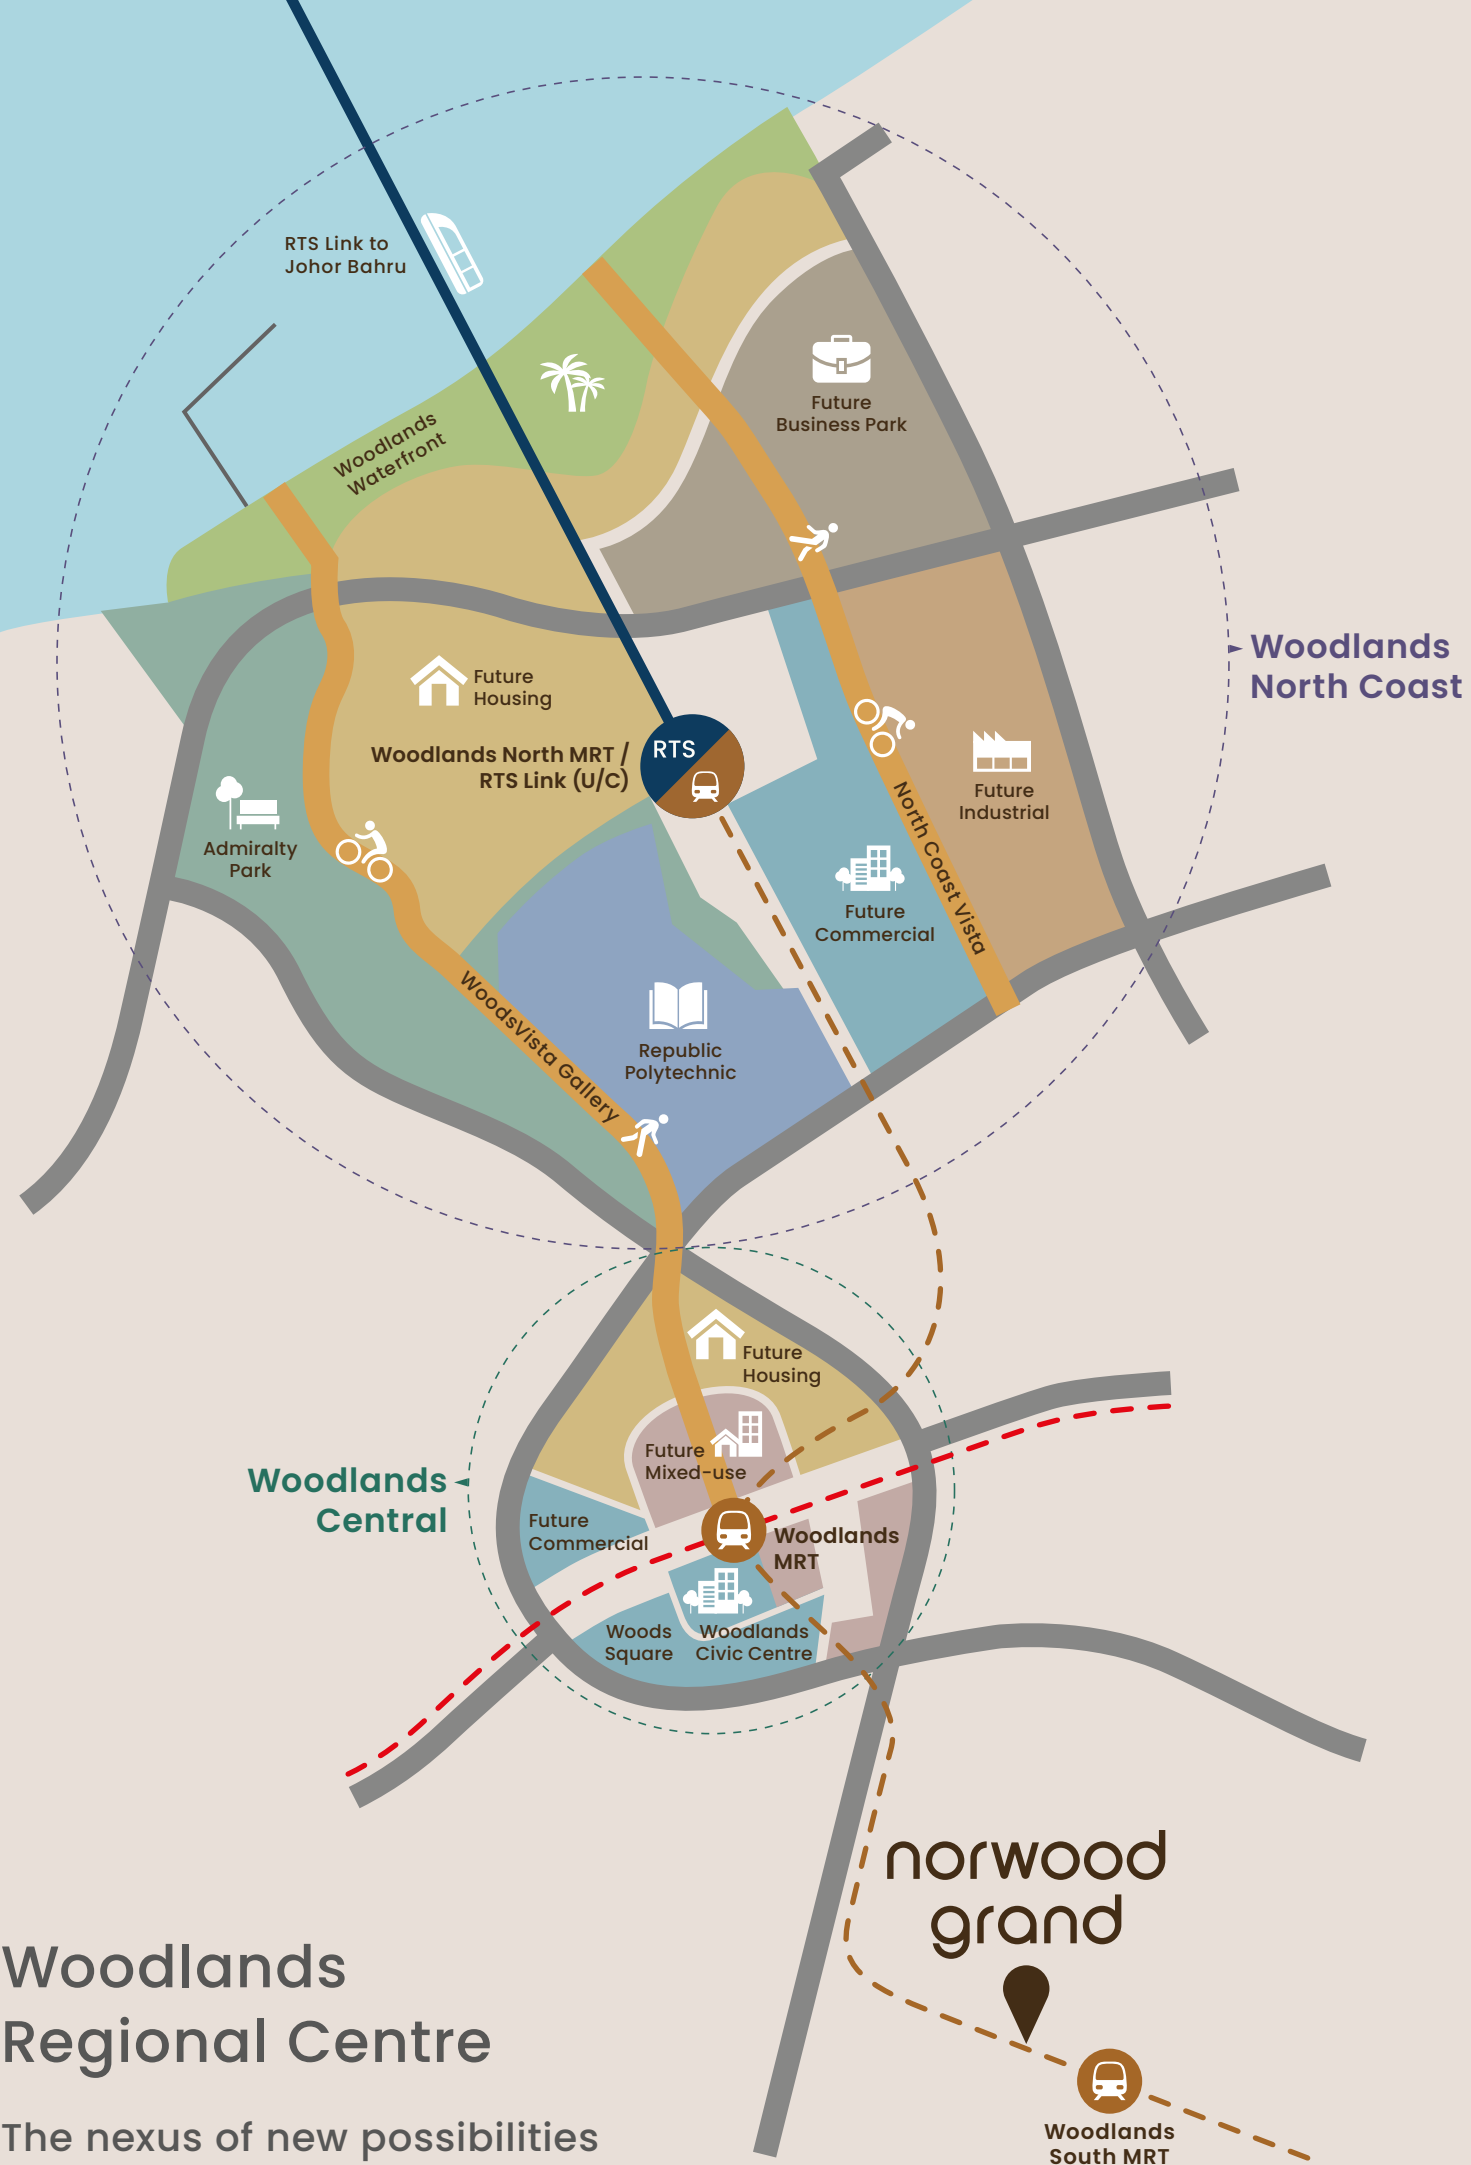 RTS Link to
Johor Bahru
Woodlands
Waterfront
Future
Business Park
Woodlands
North Coast
Future
Housing
Woodlands North MRT /
RTS Link (U/C)
RTS
Future
Industrial
Admiralty
Park
North Coast Vista
Future
Commercial
WoodsVista Gallery
Republic
Polytechnic
Future
Housing
Future
Mixed-use
Woodlands
Central
Future
Commercial
Woodlands
MRT
Woods
Square
Woodlands
Civic Centre
norwood
grand
Woodlands
Regional Centre
The nexus of new possibilities
Woodlands
South MRT